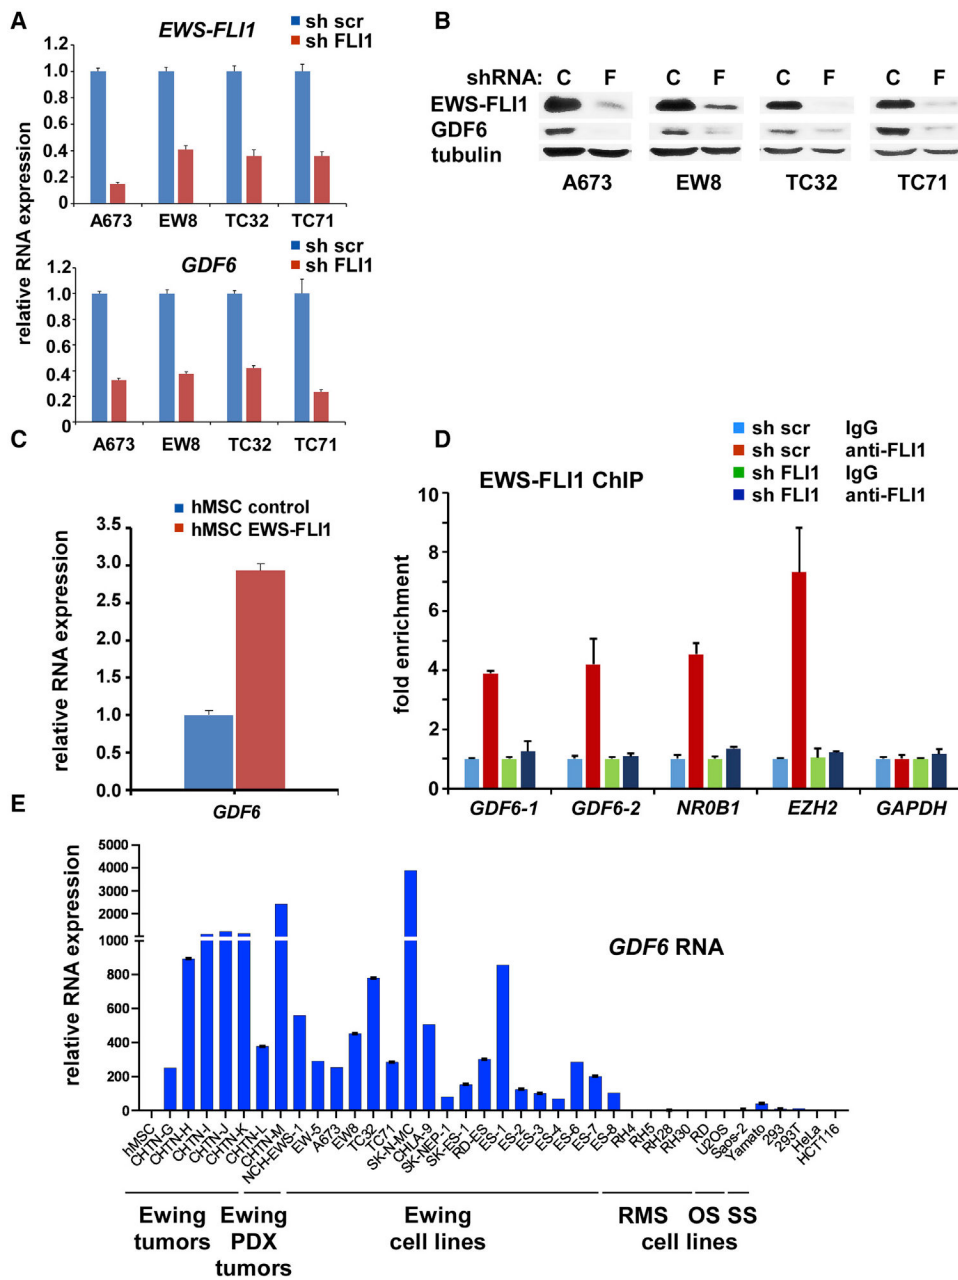 A
EWS-FLI1
sh scr
sh FLI1
relative RNA expression
1.2
1
0.8
0.6
0.4
0.2
0
A673 EW8 TC32 TC71
GDF6
sh scr
sh FLI1
1.2
1
0.8
0.6
0.4
0.2
0
A673 EW8 TC32 TC71
B
shRNA: C F C F C F C F
EWS-FLI1
GDF6
tubulin
A673 EW8 TC32 TC71
C
hMSC control
hMSC EWS-FLI1
relative RNA expression
3.5
3.0
2.5
2.0
1.5
1.0
0.5
0.0
GDF6
D
sh scr IgG
sh scr anti-FLI1
sh FLI1 IgG
sh FLI1 anti-FLI1
EWS-FLI1 ChIP
fold enrichment
10
8
6
4
2
0
GDF6-1 GDF6-2 NR0B1 EZH2 GAPDH
E
GDF6 RNA
relative RNA expression
5000
4000
3000
2000
1000
800
600
400
200
0
hMSC
CHTN-G
CHTN-H
CHTN-I
CHTN-J
CHTN-K
CHTN-L
CHTN-M
NCH-EWS-1
EW-5
A673
EW8
TC32
TC71
SK-N-MC
CHLA-9
SK-NEP-1
SK-ES-1
RD-ES
ES-1
ES-2
ES-3
ES-4
ES-6
ES-7
ES-8
RH4
RH5
RH28
RH30
RD
U2OS
Saos-2
Yamato
293
293T
HeLa
HCT116
Ewing tumors
Ewing PDX tumors
Ewing cell lines
RMS OS SS
cell lines